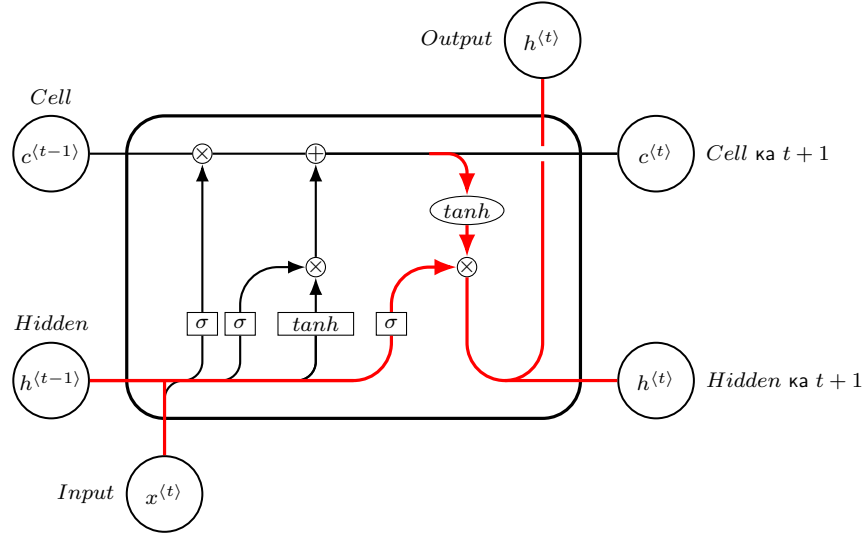 Output
h⟨t⟩
Cell
c⟨t−1⟩
×
+
c⟨t⟩
Cell ка t + 1
tanh
×
×
σ
σ
tanh
σ
Hidden
h⟨t−1⟩
h⟨t⟩
Hidden ка t + 1
Input
x⟨t⟩